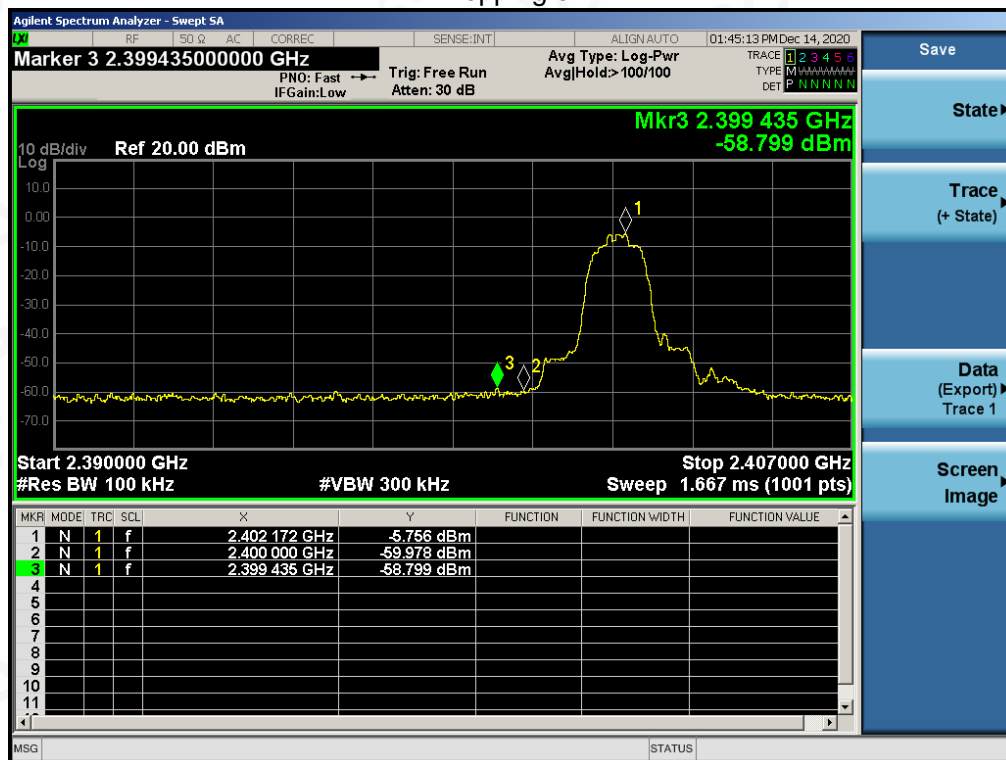 Agilent Spectrum Analyzer - Swept SA
LXI RF 50 Ω AC CORREC SENSE:INT ALIGN AUTO 01:45:13 PM Dec 14, 2020
Marker 3 2.399435000000 GHz
PNO: Fast
IFGain:Low
Trig: Free Run
Atten: 30 dB
Avg Type: Log-Pwr
Avg|Hold:> 100/100
TRACE 1 2 3 4 5 6
TYPE M WWWWW
DET P N N N N N
Mkr3 2.399 435 GHz
-58.799 dBm
10 dB/div Ref 20.00 dBm
Log
10.0
0.00
-10.0
-20.0
-30.0
-40.0
-50.0
-60.0
-70.0
1
3
2
Start 2.390000 GHz Stop 2.407000 GHz
#Res BW 100 kHz #VBW 300 kHz Sweep 1.667 ms (1001 pts)
MKR MODE TRC SCL X Y FUNCTION FUNCTION WIDTH FUNCTION VALUE
1 N 1 f 2.402 172 GHz -5.756 dBm
2 N 1 f 2.400 000 GHz -59.978 dBm
3 N 1 f 2.399 435 GHz -58.799 dBm
4
5
6
7
8
9
10
11
MSG STATUS
Save
State
Trace
(+ State)
Data
(Export)
Trace 1
Screen
Image